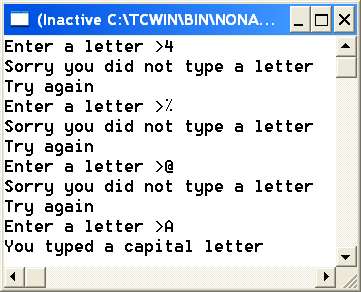 (Inactive C:\TCWIN\BIN\NONA...
Enter a letter >4
Sorry you did not type a letter
Try again
Enter a letter >%
Sorry you did not type a letter
Try again
Enter a letter >@
Sorry you did not type a letter
Try again
Enter a letter >A
You typed a capital letter